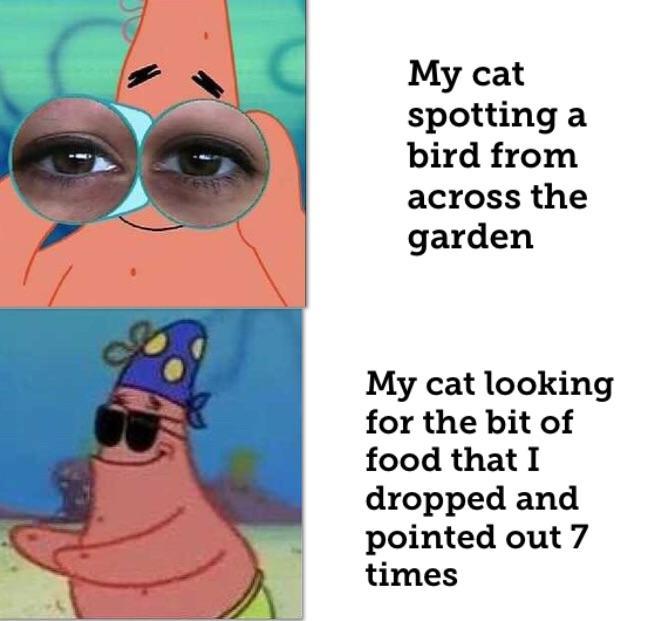 My cat
spotting a
bird from
across the
garden
My cat looking
for the bit of
food that I
dropped and
pointed out 7
times